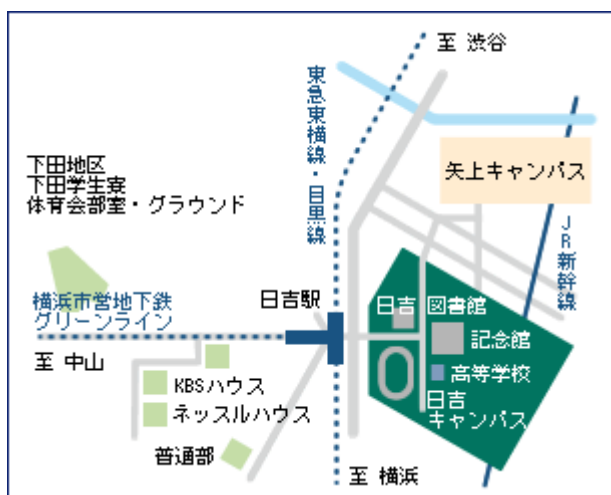 至 渋谷
東急東横線・目黒線
矢上キャンパス
下田地区
下田学生寮
体育会部室・グラウンド
JR新幹線
横浜市営地下鉄
グリーンライン
日吉駅
日吉 図書館
記念館
至 中山
高等学校
KBSハウス
日吉
キャンパス
ネッスルハウス
普通部
至 横浜